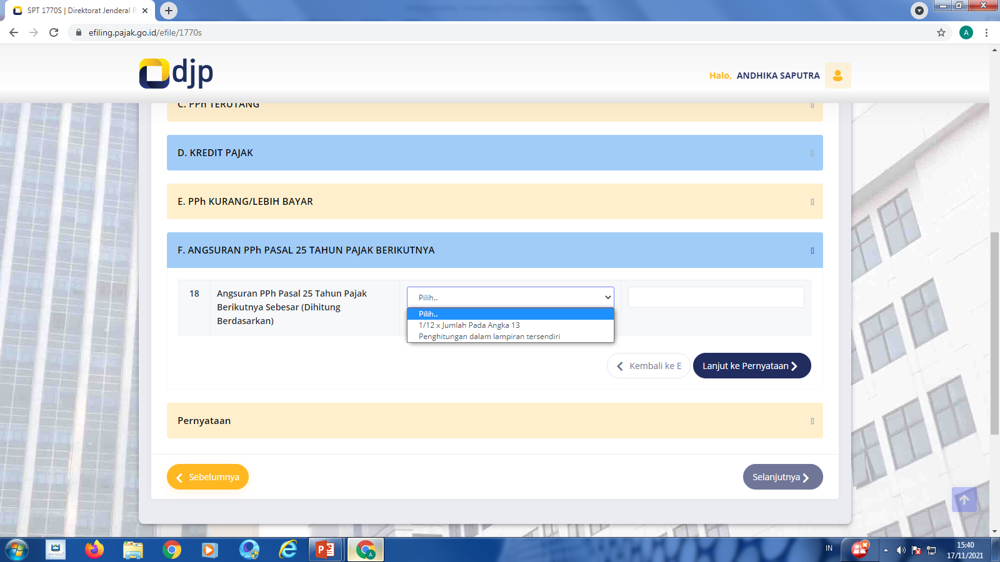 SPT 1770S | Direktorat Jenderal P
efiling.pajak.go.id/efile/1770s
A
djp
Halo, ANDHIKA SAPUTRA
C. PPh TERUTANG
D. KREDIT PAJAK
E. PPh KURANG/LEBIH BAYAR
F. ANGSURAN PPh PASAL 25 TAHUN PAJAK BERIKUTNYA
18
Angsuran PPh Pasal 25 Tahun Pajak
Berikutnya Sebesar (Dihitung
Berdasarkan)
Pilih..
Pilih..
1/12 x Jumlah Pada Angka 13
Penghitungan dalam lampiran tersendiri
Kembali ke E
Lanjut ke Pernyataan
Pernyataan
Sebelumnya
Selanjutnya
IN
15:40
17/11/2021